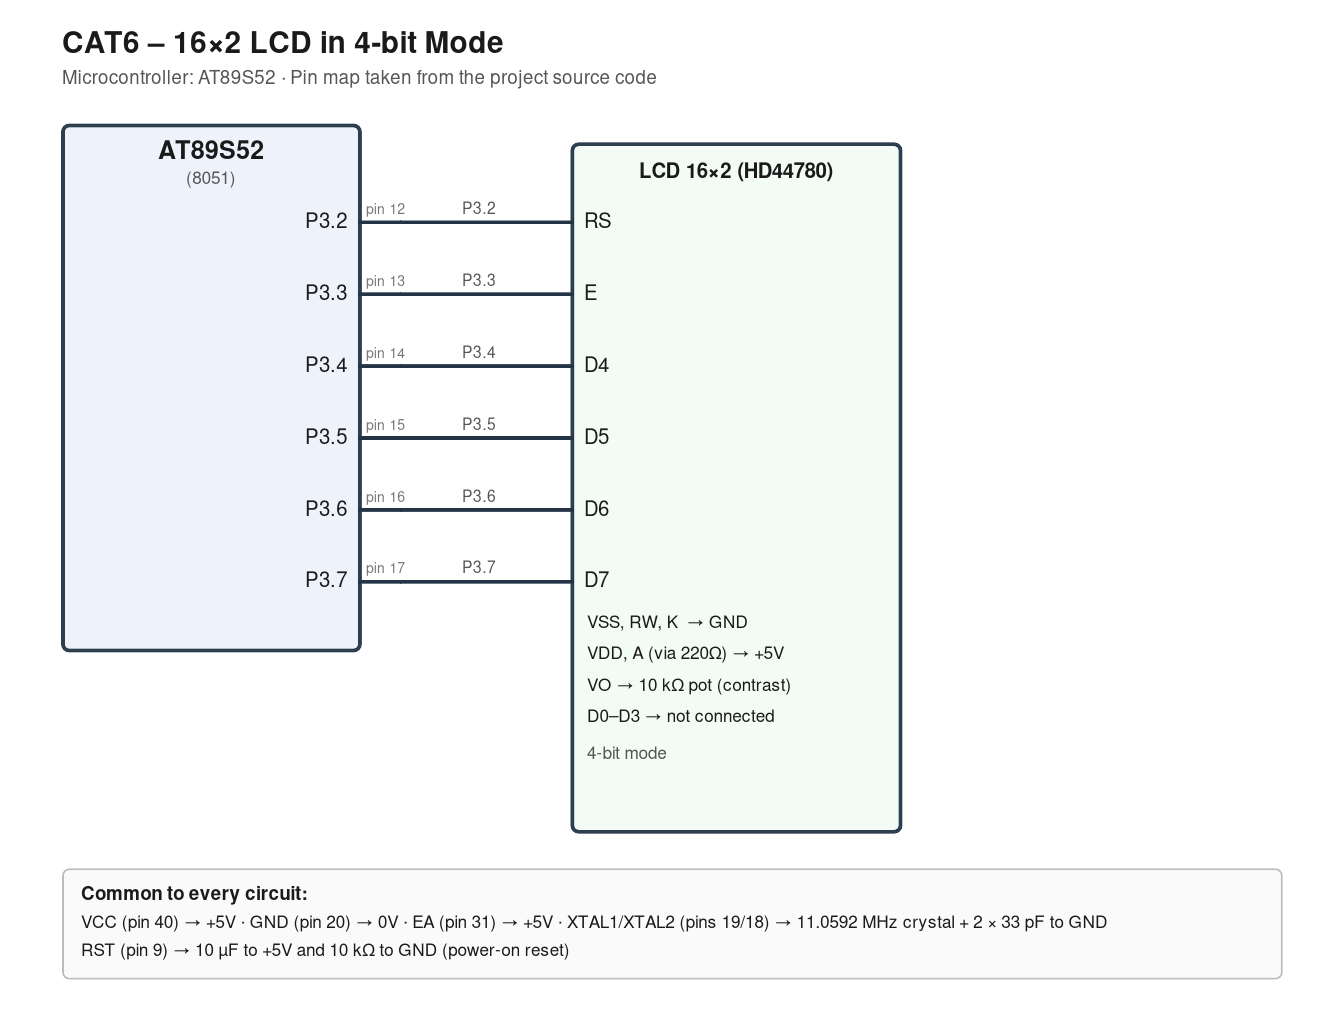 CAT6 – 16×2 LCD in 4-bit Mode
Microcontroller: AT89S52 · Pin map taken from the project source code
AT89S52
(8051)
LCD 16×2 (HD44780)
P3.2 pin 12 P3.2 RS
P3.3 pin 13 P3.3 E
P3.4 pin 14 P3.4 D4
P3.5 pin 15 P3.5 D5
P3.6 pin 16 P3.6 D6
P3.7 pin 17 P3.7 D7
VSS, RW, K → GND
VDD, A (via 220Ω) → +5V
VO → 10 kΩ pot (contrast)
D0–D3 → not connected
4-bit mode
Common to every circuit:
VCC (pin 40) → +5V · GND (pin 20) → 0V · EA (pin 31) → +5V · XTAL1/XTAL2 (pins 19/18) → 11.0592 MHz crystal + 2 × 33 pF to GND
RST (pin 9) → 10 µF to +5V and 10 kΩ to GND (power-on reset)